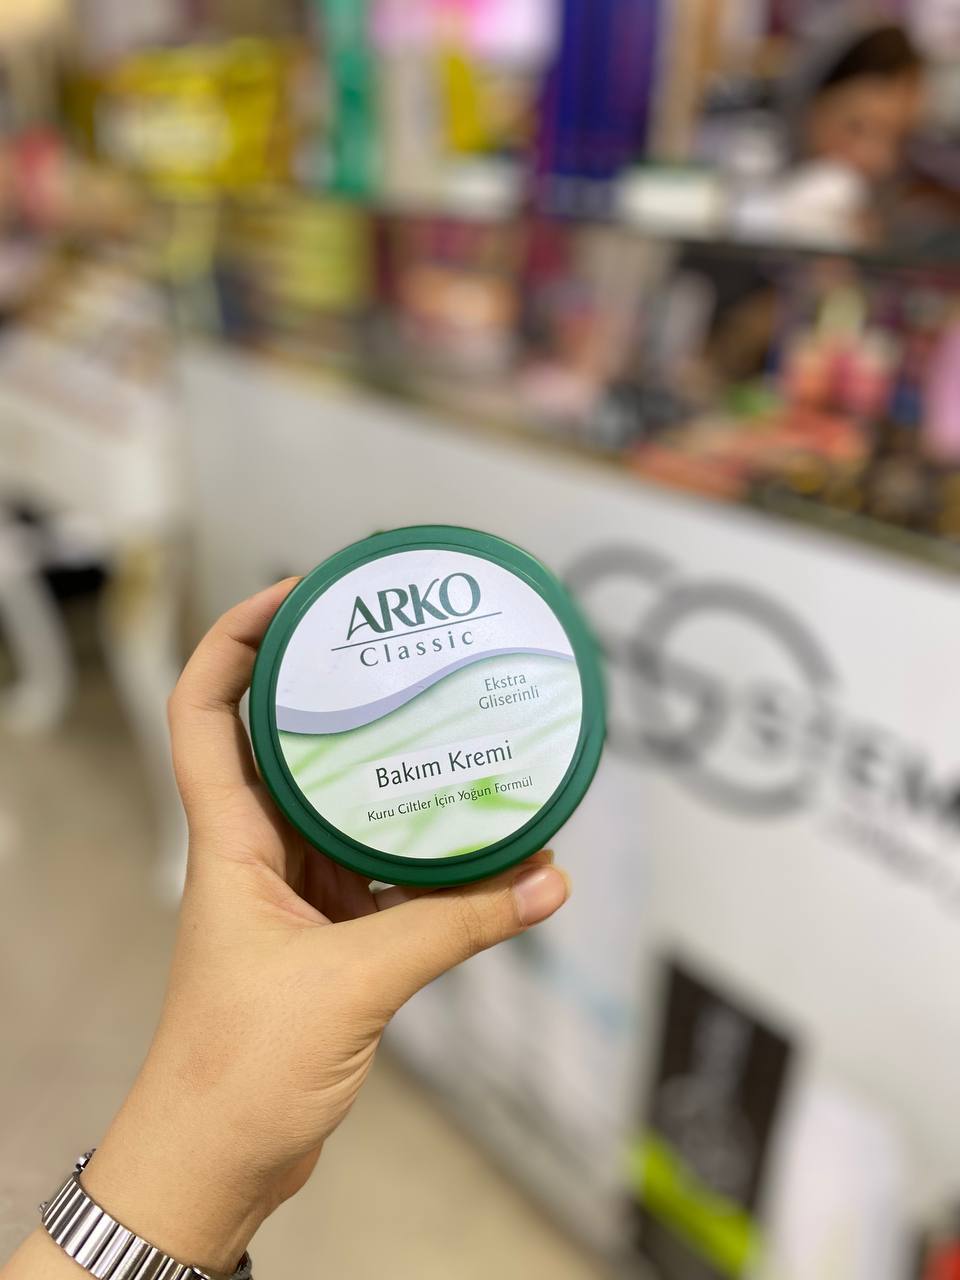 ARKO
Classic
Ekstra
Gliserinli
Bakım Kremi
Kuru Ciltler İçin Yoğun Formül